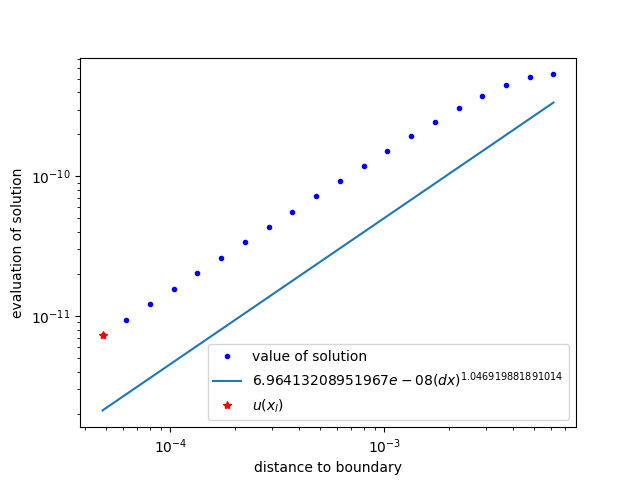 evaluation of solution
10^{-10}
10^{-11}
10^{-4}
10^{-3}
distance to boundary
value of solution
6.96413208951967e − 08(dx)^{1.046919881891014}
u(x_l)